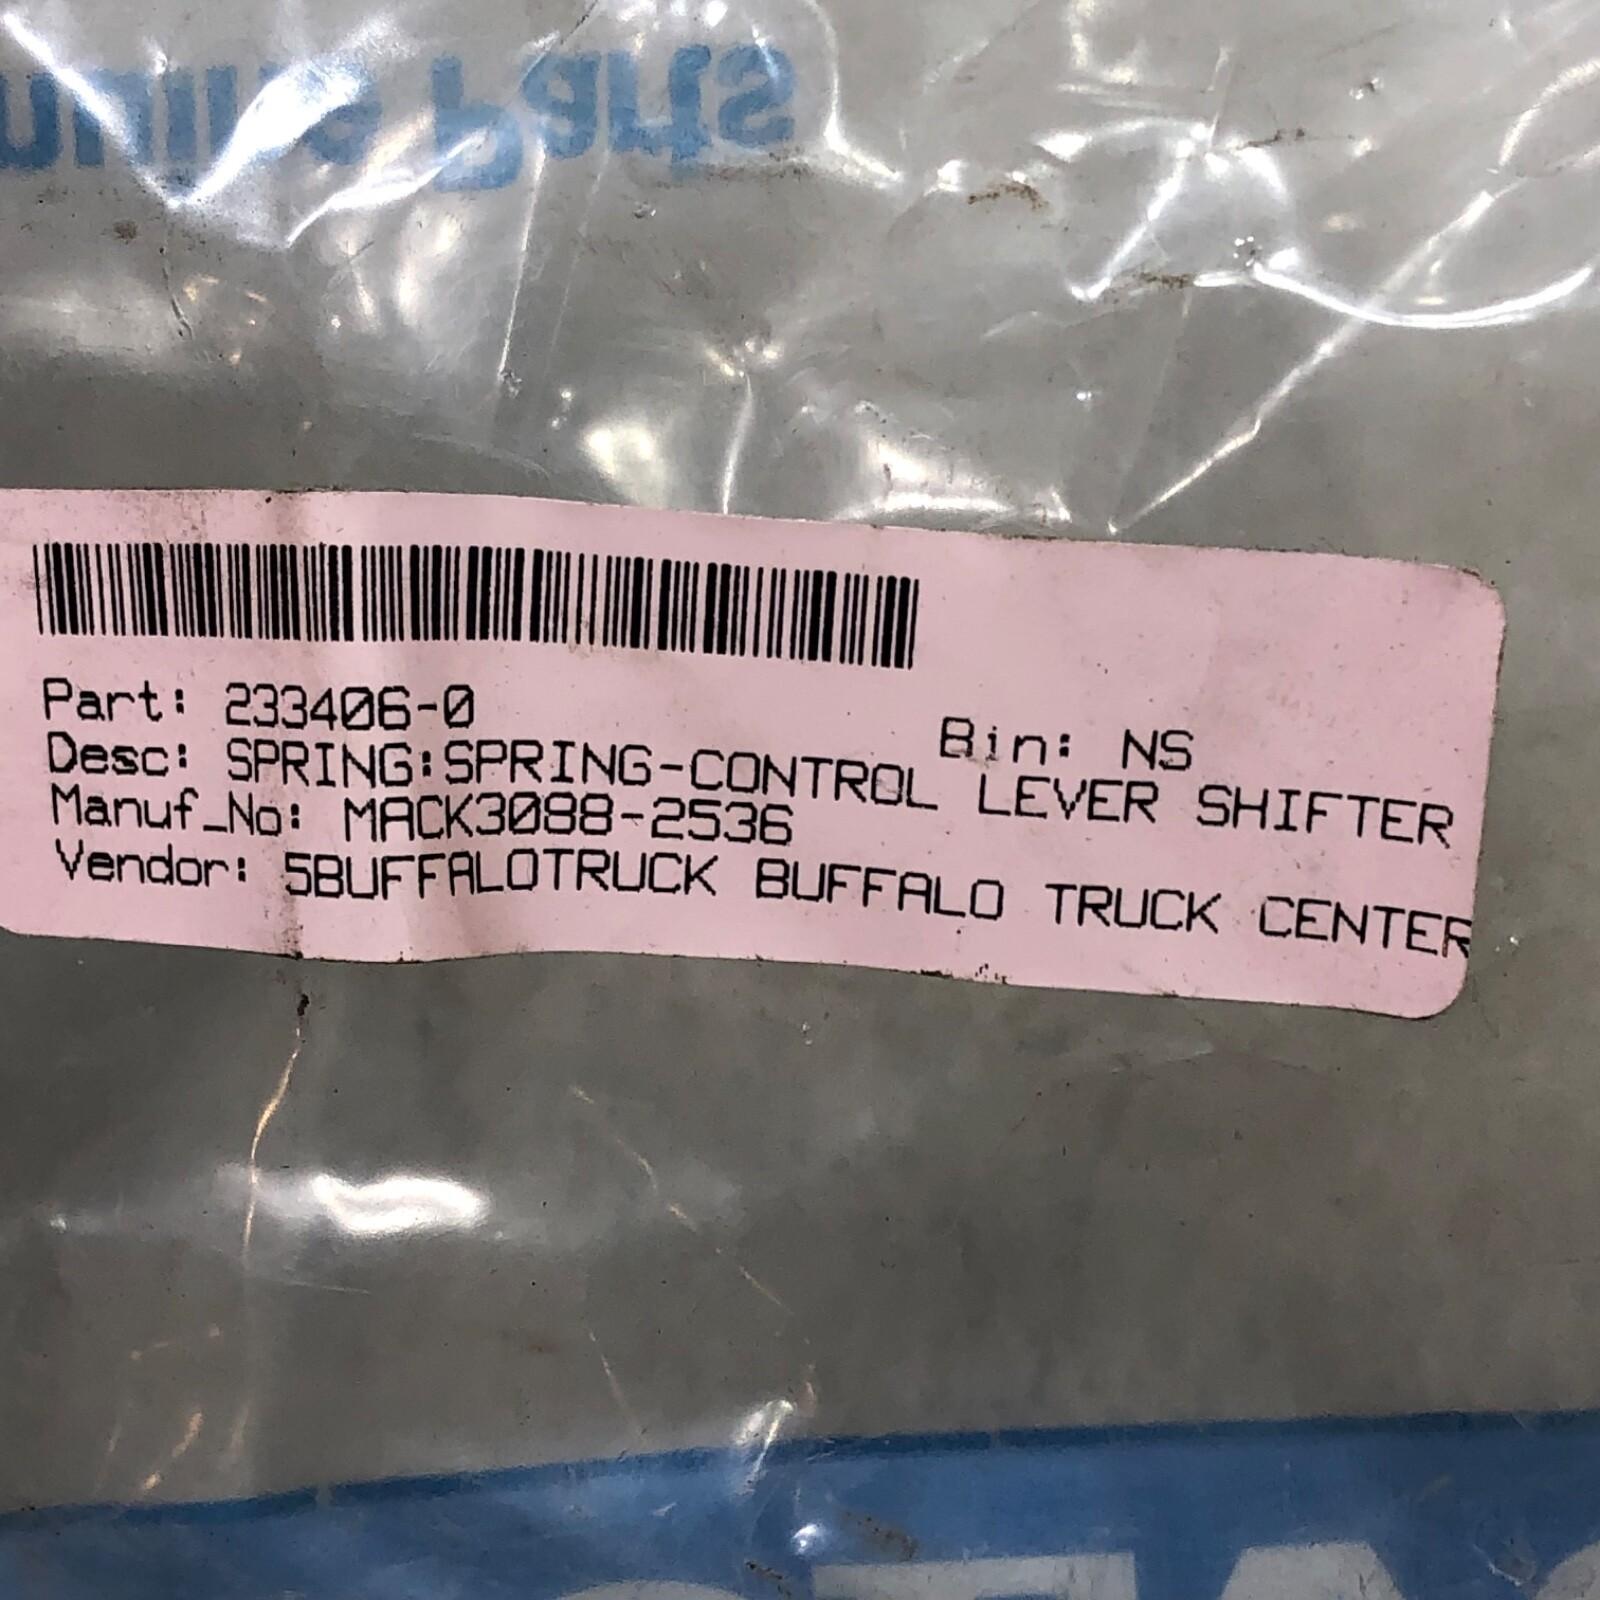 Part: 233406-0
Bin: NS
Desc: SPRING:SPRING-CONTROL LEVER SHIFTER
Manuf_No: MACK3088-2536
Vendor: 5BUFFALOTRUCK BUFFALO TRUCK CENTER